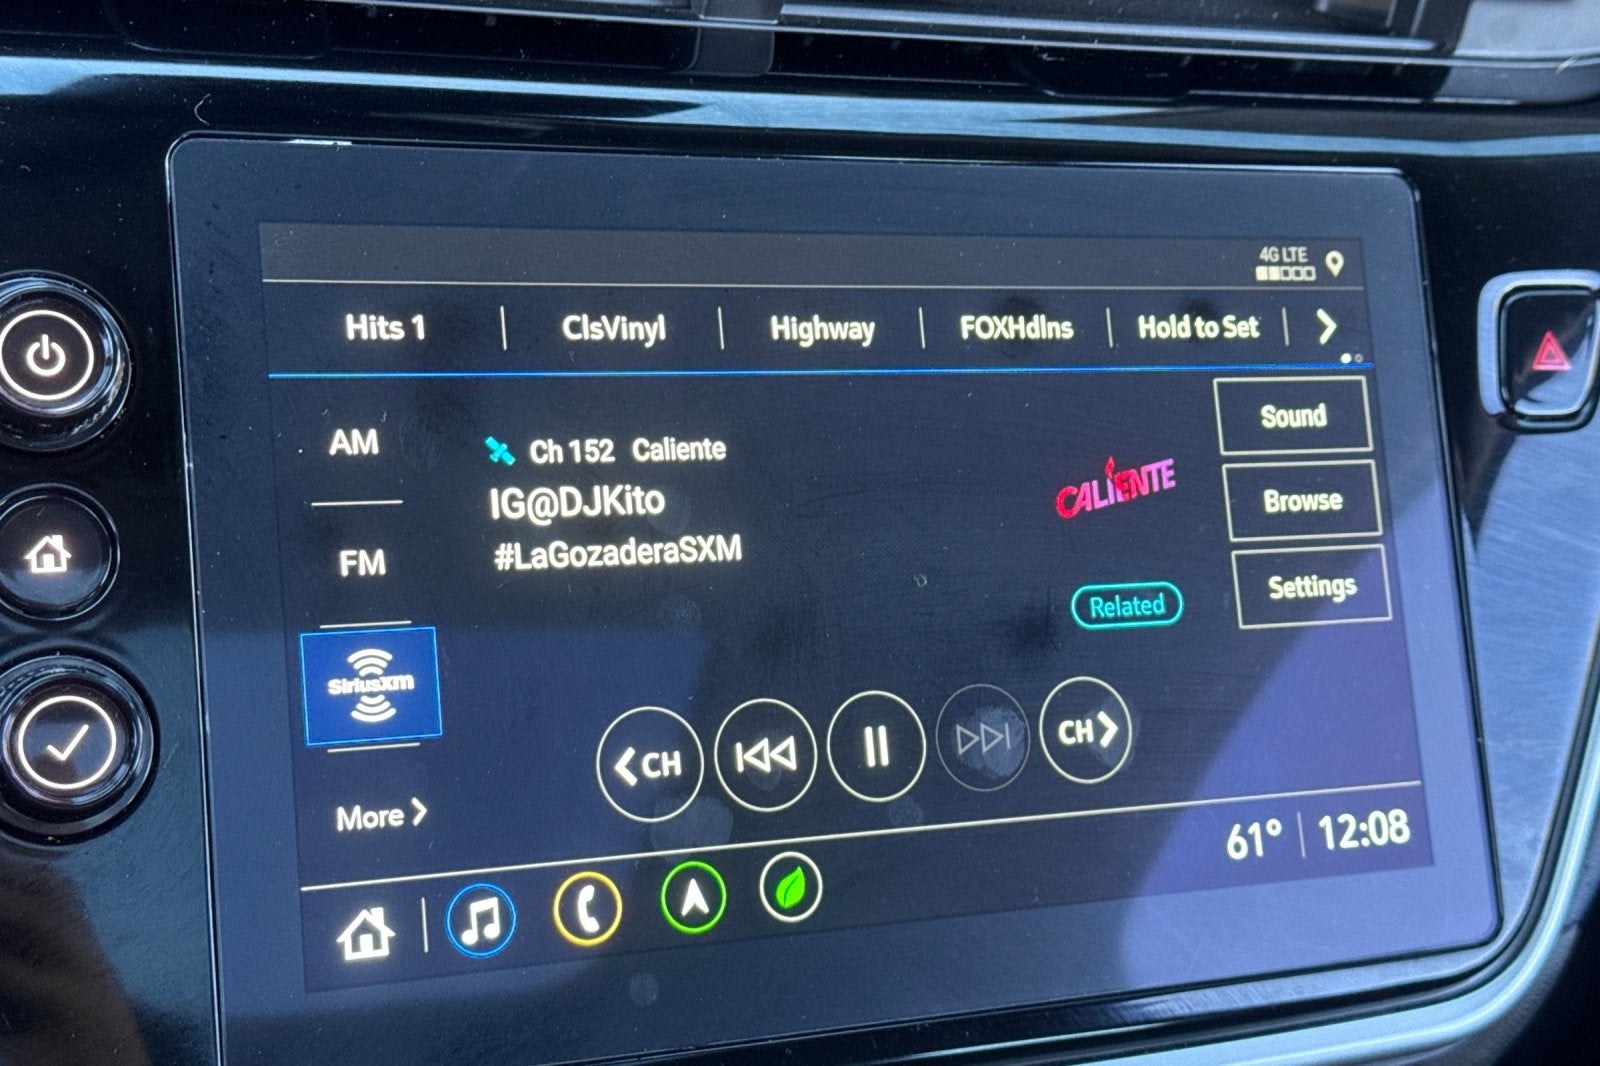 4G LTE
Hits 1
ClsVinyl
Highway
FOXHdlns
Hold to Set
AM
FM
SiriusXM
More
Ch 152 Caliente
IG@DJKito
#LaGozaderaSXM
CALIENTE
Related
Sound
Browse
Settings
CH
CH
61° 12:08